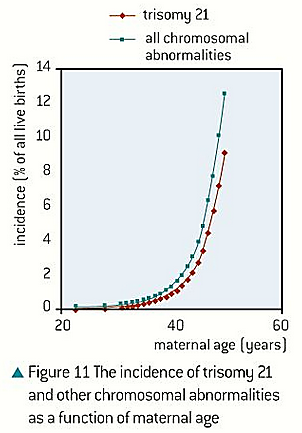 trisomy 21
all chromosomal
abnormalities
incidence (% of all live births)
14
12
10
8
6
4
2
0
20
40
60
maternal age (years)
Figure 11 The incidence of trisomy 21
and other chromosomal abnormalities
as a function of maternal age